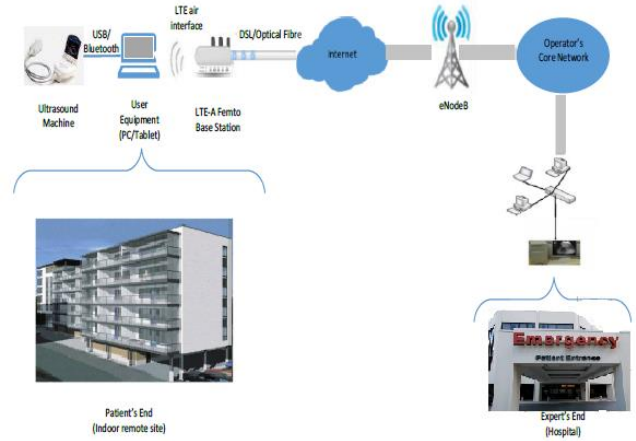 LTE air
interface
USB/
Bluetooth
DSL/Optical Fibre
Internet
Operator's
Core Network
eNodeB
Ultrasound
Machine
User
Equipment
(PC/Tablet)
LTE-A Femto
Base Station
Emergency
Patient Entrance
Patient's End
(Indoor remote site)
Expert's End
(Hospital)